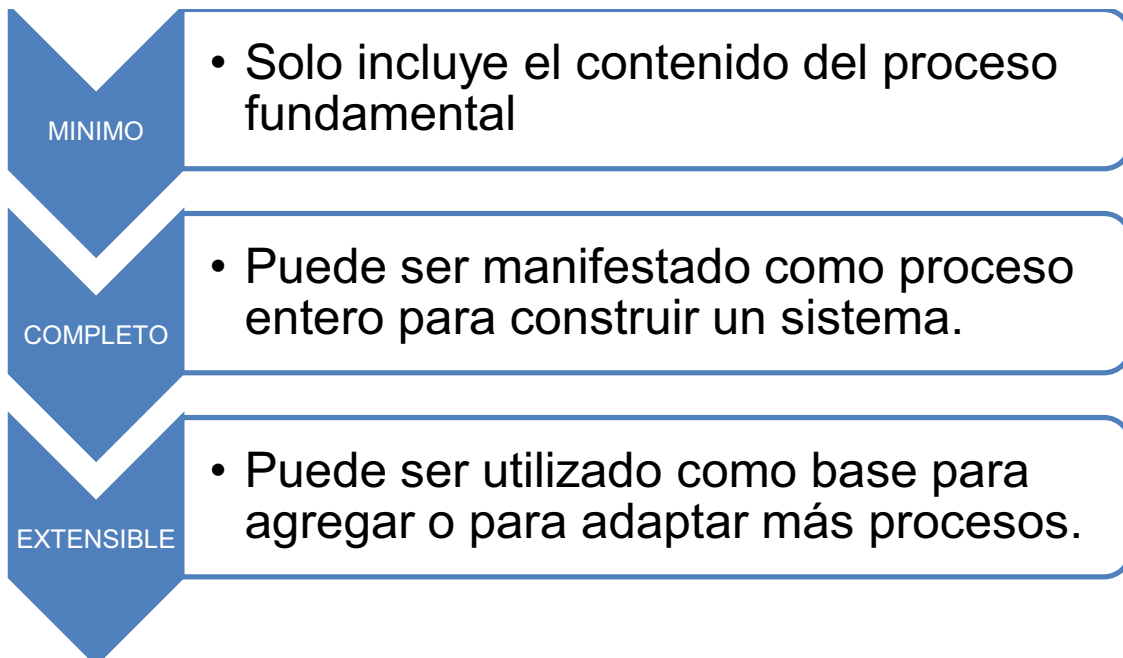 MINIMO
• Solo incluye el contenido del proceso
fundamental
COMPLETO
• Puede ser manifestado como proceso
entero para construir un sistema.
EXTENSIBLE
• Puede ser utilizado como base para
agregar o para adaptar más procesos.